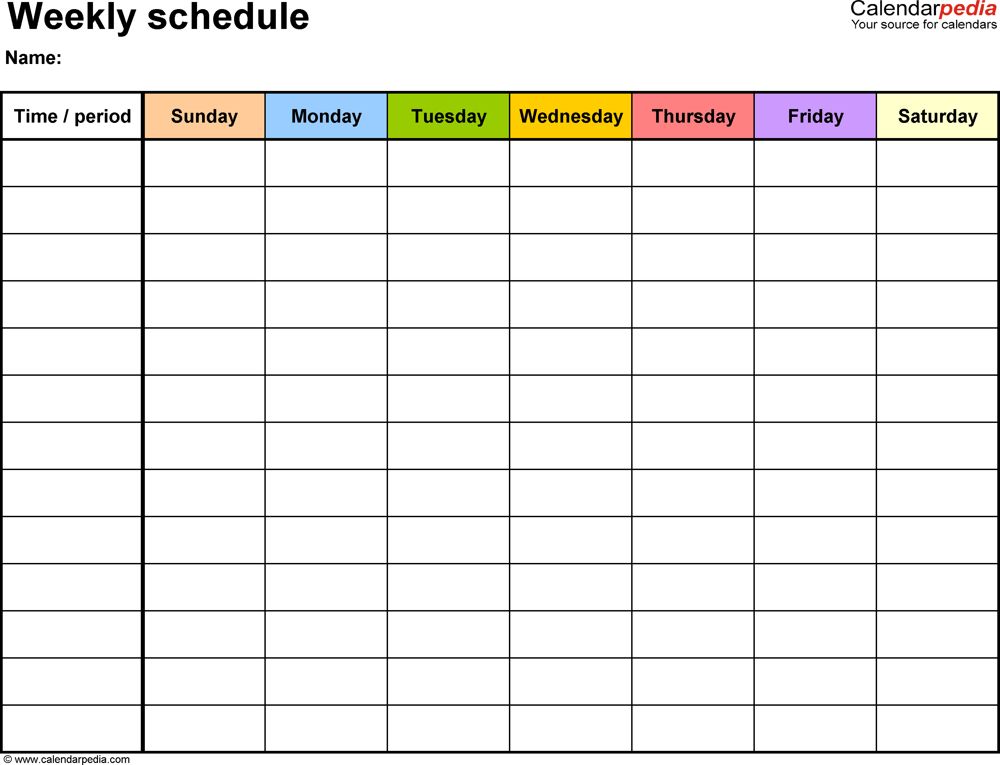 Weekly schedule
Calendarpedia
Your source for calendars
Name:
Time / period Sunday Monday Tuesday Wednesday Thursday Friday Saturday
© www.calendarpedia.com